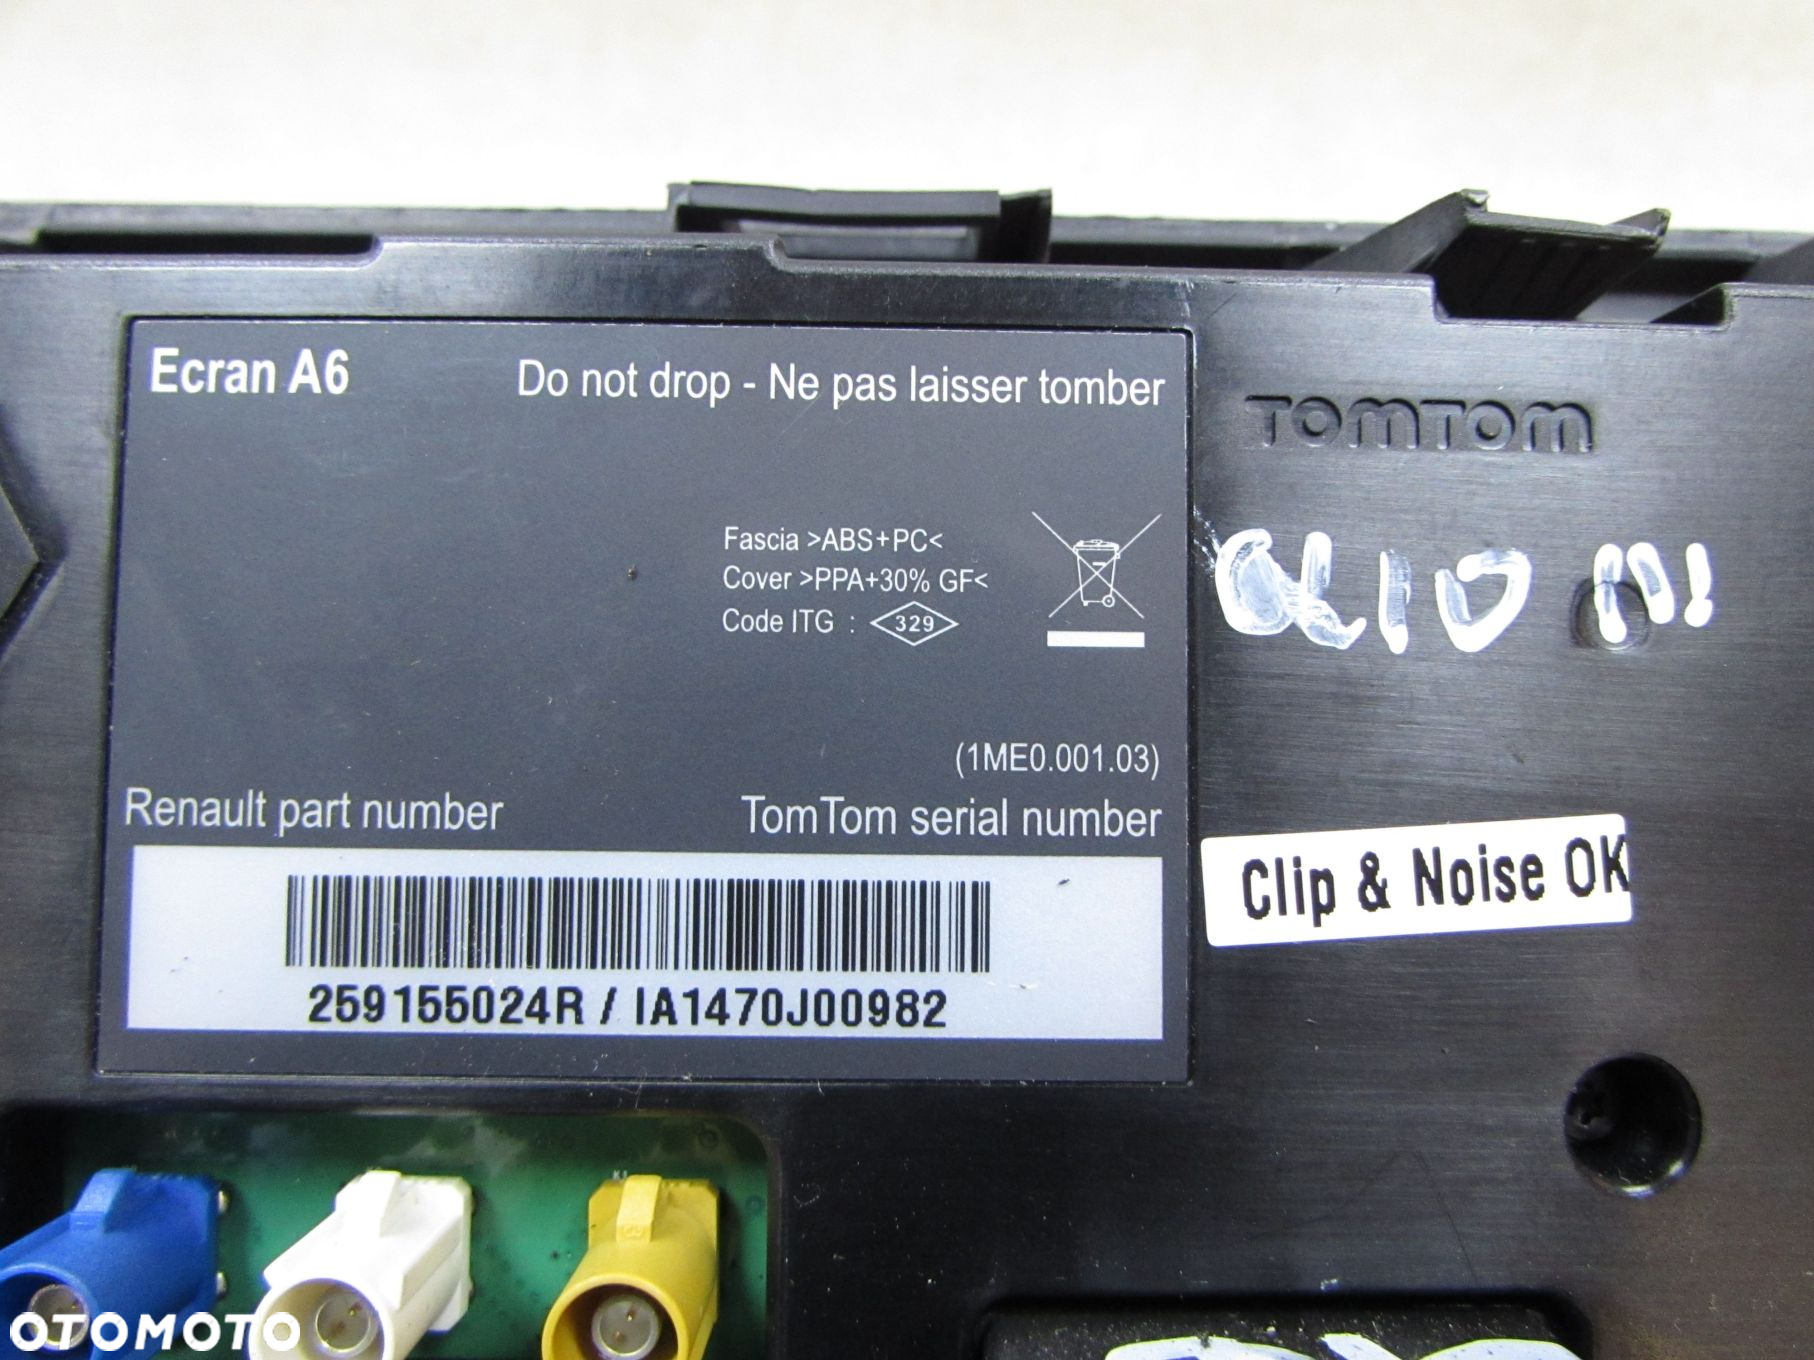 Ecran A6
Do not drop - Ne pas laisser tomber
TOMTOM
Fascia >ABS+PC<
Cover >PPA+30% GF<
Code ITG : 329
CLIO III
(1ME0.001.03)
Renault part number
TomTom serial number
Clip & Noise OK
259155024R / IA1470J00982
OTOMOTO